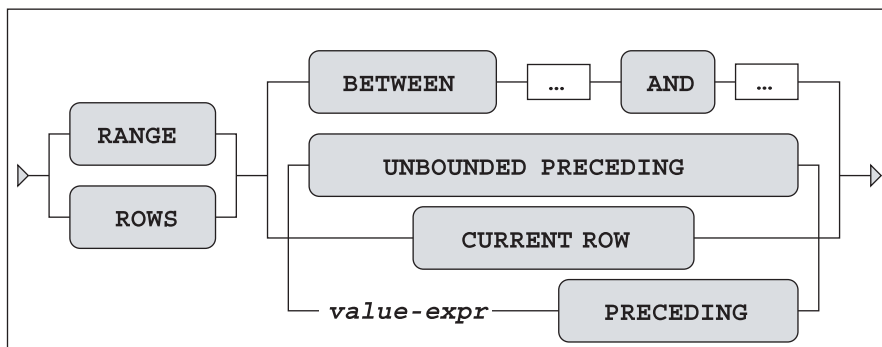 BETWEEN ... AND ...
RANGE
UNBOUNDED PRECEDING
ROWS
CURRENT ROW
value-expr PRECEDING